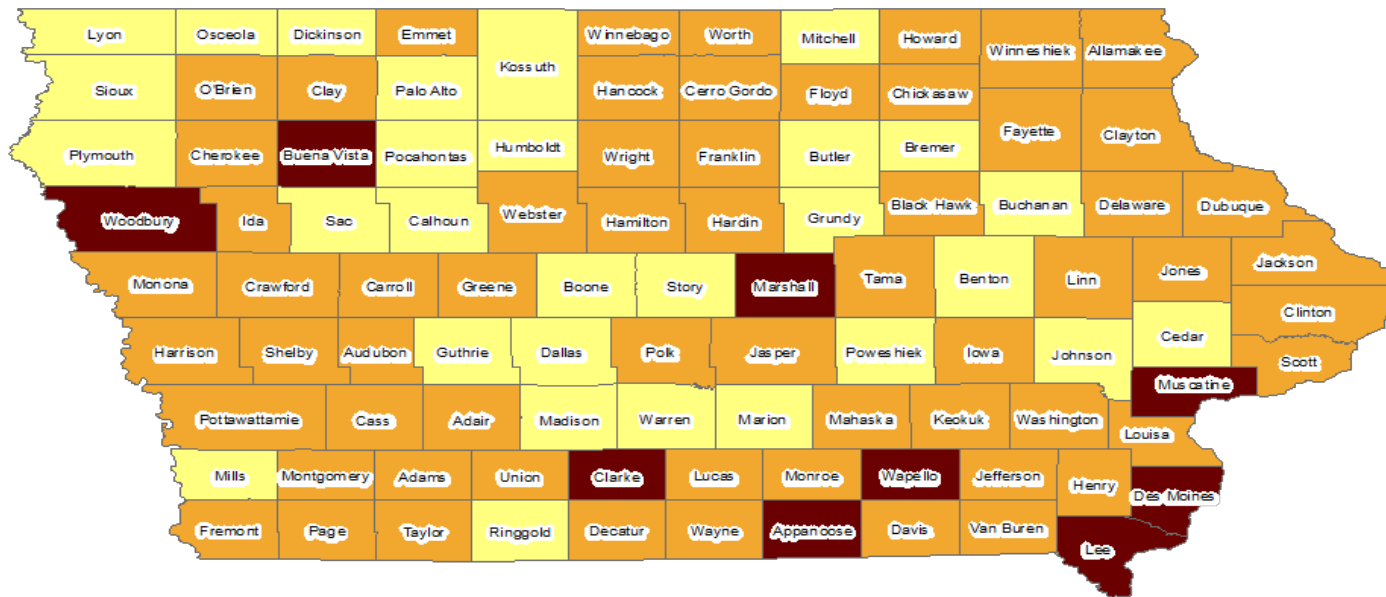 Lyon Osceola Dickinson Emmet Winnebago Worth Mitchell Howard Winneshiek Allamakee
Kossuth
Sioux O'Brien Clay Palo Alto Hancock Cerro Gordo Floyd Chickasaw
Fayette Clayton
Plymouth Cherokee Buena Vista Pocahontas Humboldt Wright Franklin Butler Bremer
Woodbury Ida Sac Calhoun Webster Hamilton Hardin Grundy Black Hawk Buchanan Delaware Dubuque
Monona Crawford Carroll Greene Boone Story Marshall Tama Benton Linn Jones Jackson
Clinton
Harrison Shelby Audubon Guthrie Dallas Polk Jasper Poweshiek Iowa Johnson Cedar Scott
Muscatine
Pottawattamie Cass Adair Madison Warren Marion Mahaska Keokuk Washington Louisa
Mills Montgomery Adams Union Clarke Lucas Monroe Wapello Jefferson Henry Des Moines
Fremont Page Taylor Ringgold Decatur Wayne Appanoose Davis Van Buren Lee